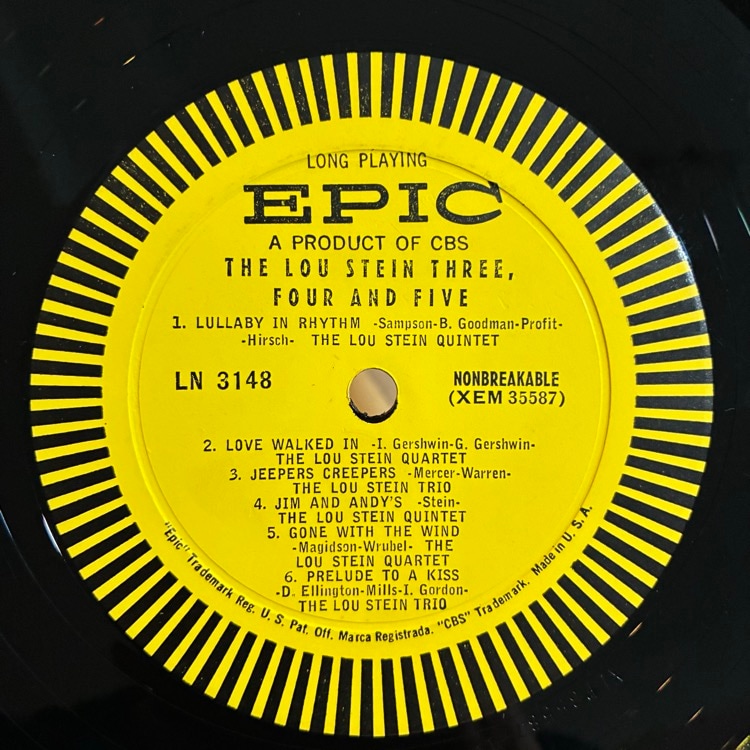 LONG PLAYING
EPIC
A PRODUCT OF CBS
THE LOU STEIN THREE,
FOUR AND FIVE
1. LULLABY IN RHYTHM -Sampson-B. Goodman-Profit-
-Hirsch- THE LOU STEIN QUINTET
LN 3148
NONBREAKABLE
(XEM 35587)
2. LOVE WALKED IN -I. Gershwin-G. Gershwin-
THE LOU STEIN QUARTET
3. JEEPERS CREEPERS -Mercer-Warren-
THE LOU STEIN TRIO
4. JIM AND ANDY'S -Stein-
THE LOU STEIN QUINTET
5. GONE WITH THE WIND
-Magidson-Wrubel- THE
LOU STEIN QUARTET
6. PRELUDE TO A KISS
-D. Ellington-Mills-I. Gordon-
THE LOU STEIN TRIO
"Epic" Trademark Reg. U. S. Pat. Off. Marca Registrada. "CBS" Trademark. Made in U. S. A.